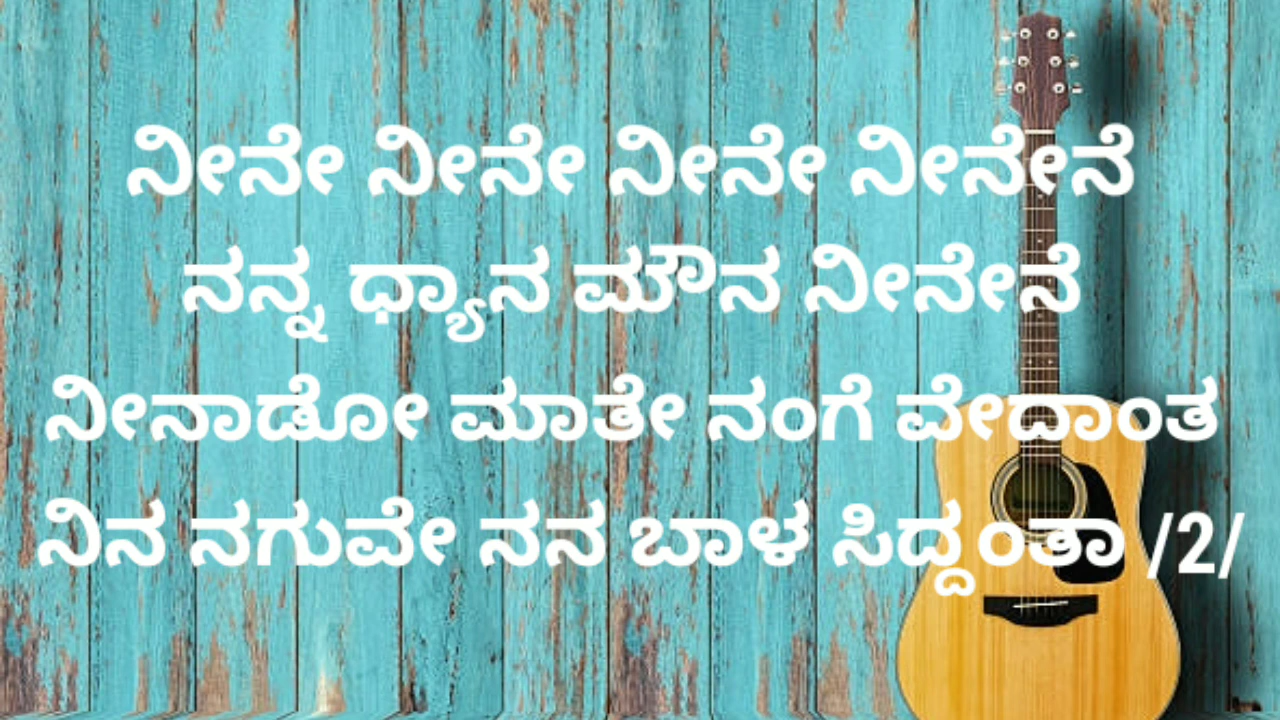 ನೀನೇ ನೀನೇ ನೀನೇ ನೀನೇನೆ
ನನ್ನ ಧ್ಯಾನ ಮೌನ ನೀನೇನೆ
ನೀನಾಡೋ ಮಾತೇ ನಂಗೆ ವೇದಾಂತ
ನಿನ ನಗುವೇ ನನ ಬಾಳ ಸಿದ್ದಂತಾ /2/